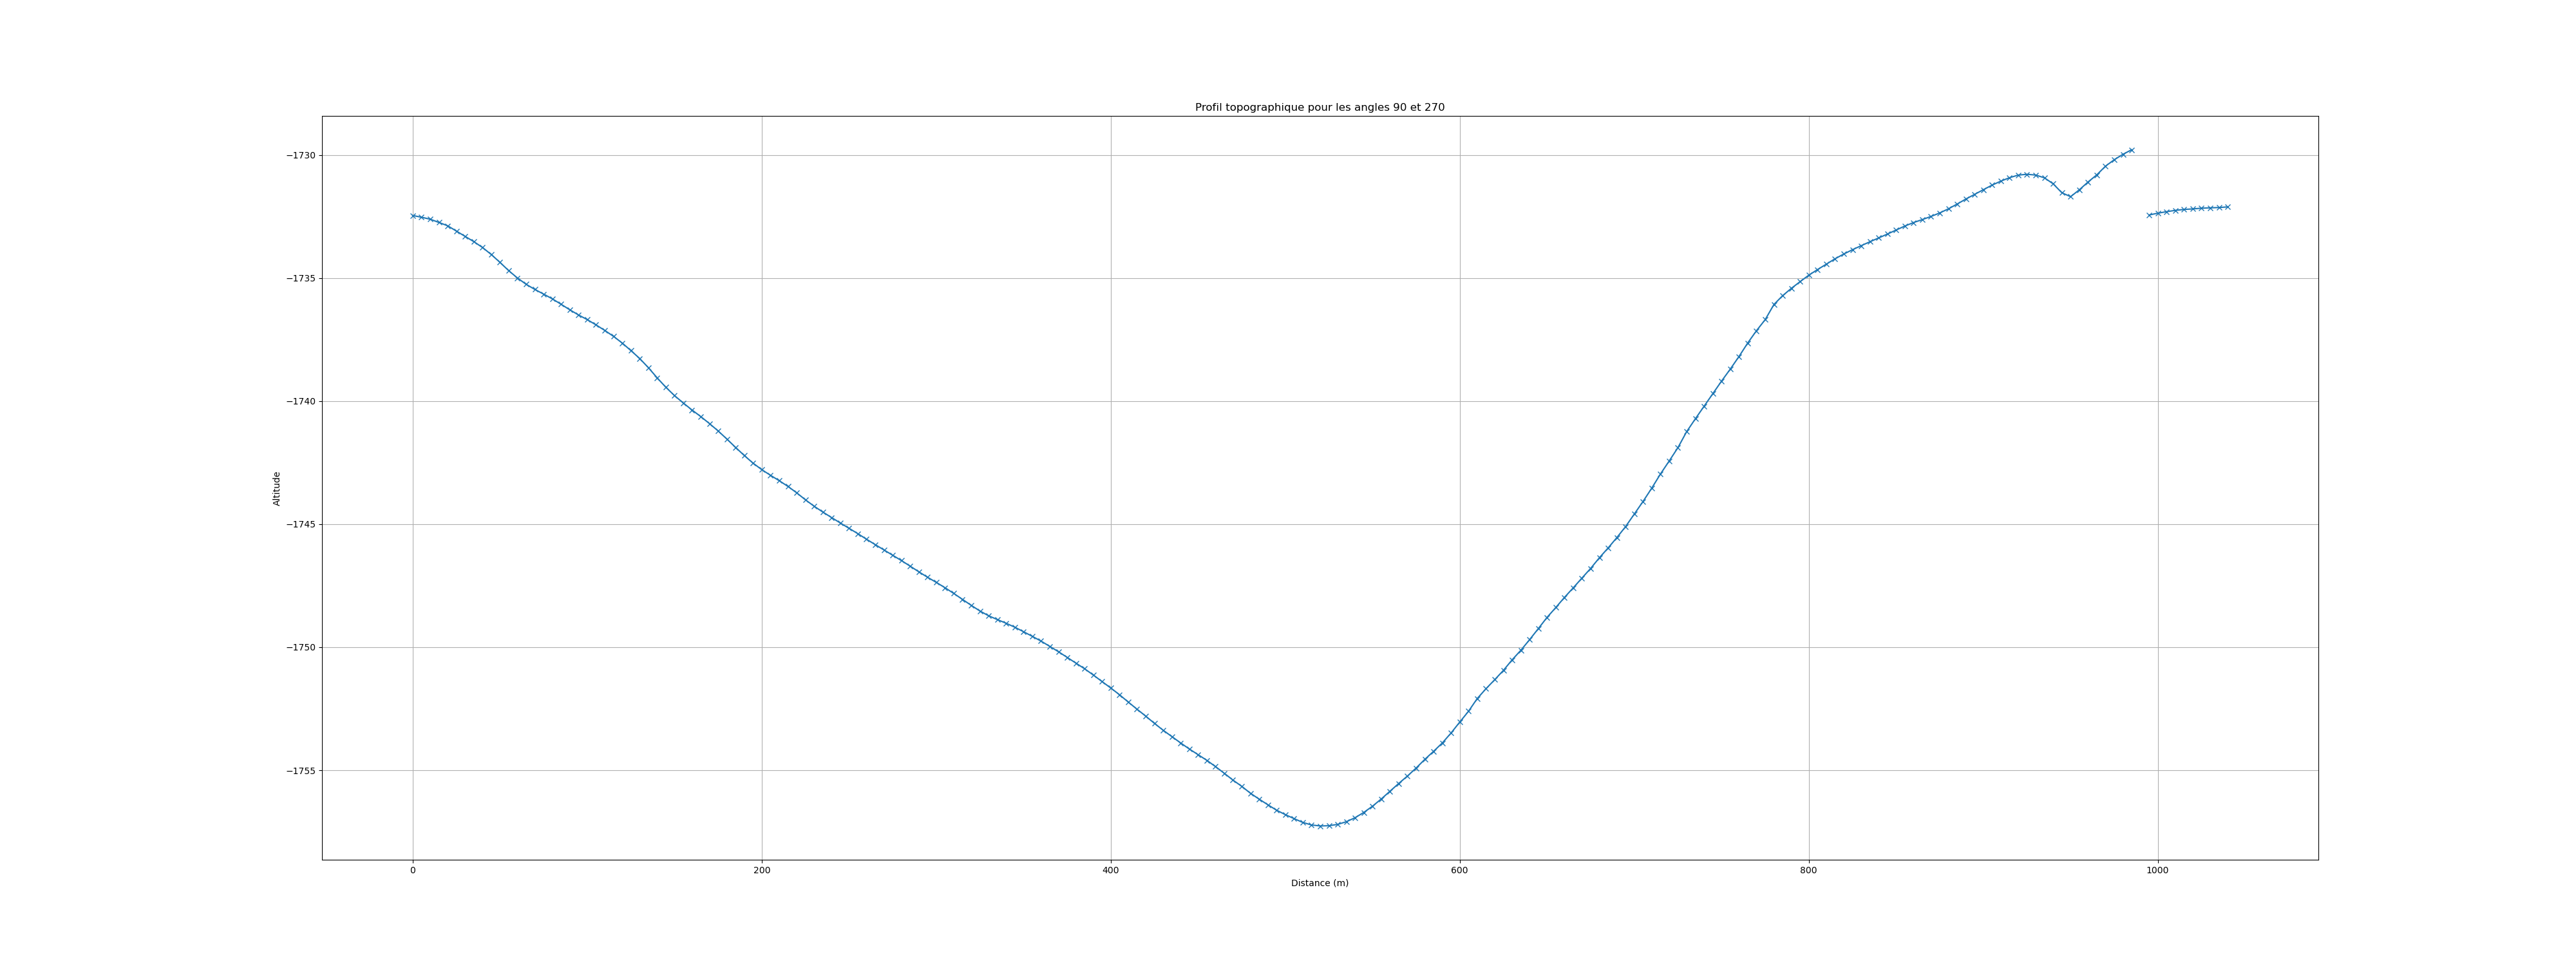 Profil topographique pour les angles 90 et 270
−1730
−1735
−1740
−1745
−1750
−1755
Altitude
0 200 400 600 800 1000
Distance (m)